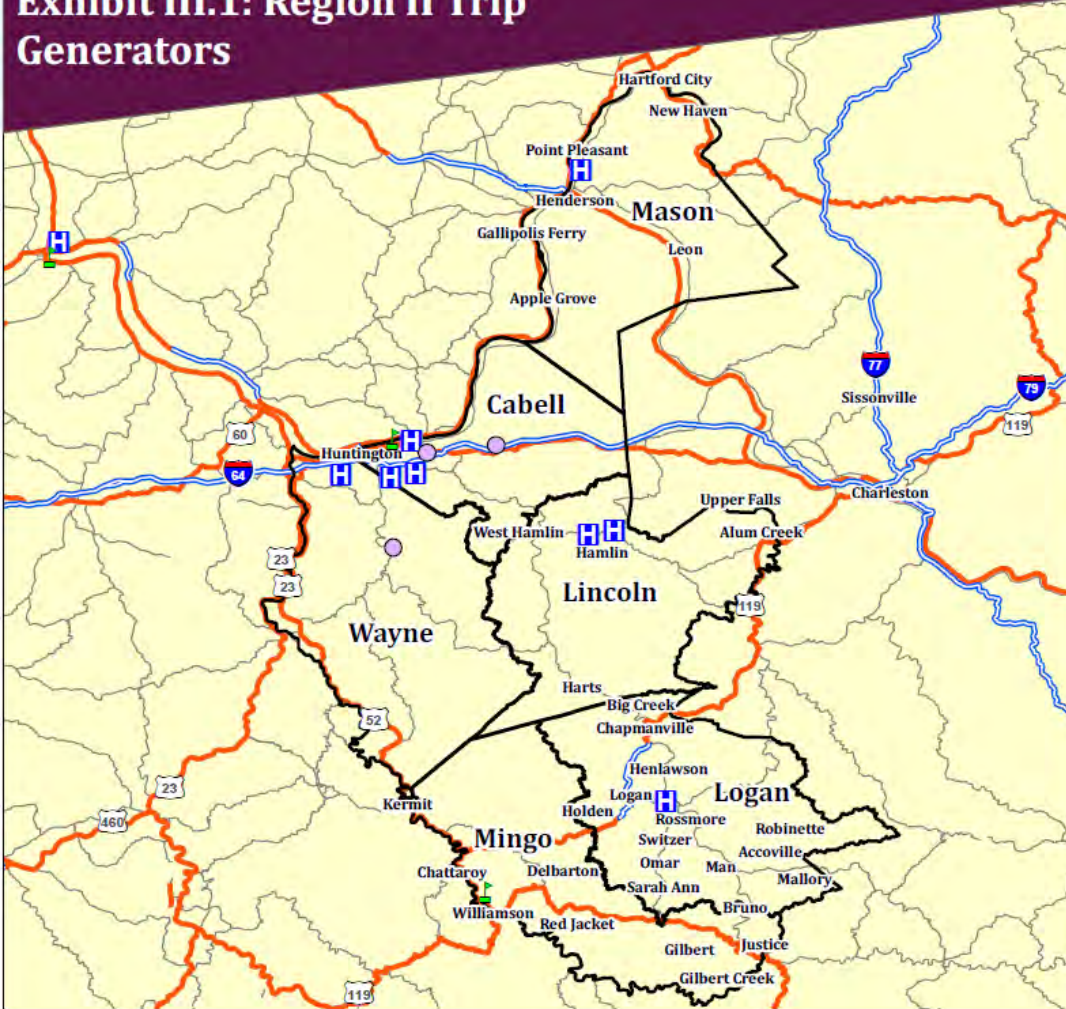 Exhibit III.1: Region II Trip
Generators
Hartford City
New Haven
Point Pleasant
H
Henderson
Mason
Gallipolis Ferry
H
Leon
Apple Grove
77
79
Sissonville
Cabell
119
60
H
Huntington
64
H
H
H
Charleston
Upper Falls
West Hamlin
H
H
Alum Creek
Hamlin
23
23
Lincoln
119
Wayne
Harts
Big Creek
52
Chapmanville
Henlawson
23
Logan
H
Logan
Kermit
Holden
Rossmore
460
Robinette
Mingo
Switzer
Accoville
Omar
Man
Chattaroy
Delbarton
Mallory
Sarah Ann
Williamson
Bruno
Red Jacket
Justice
Gilbert
Gilbert Creek
119